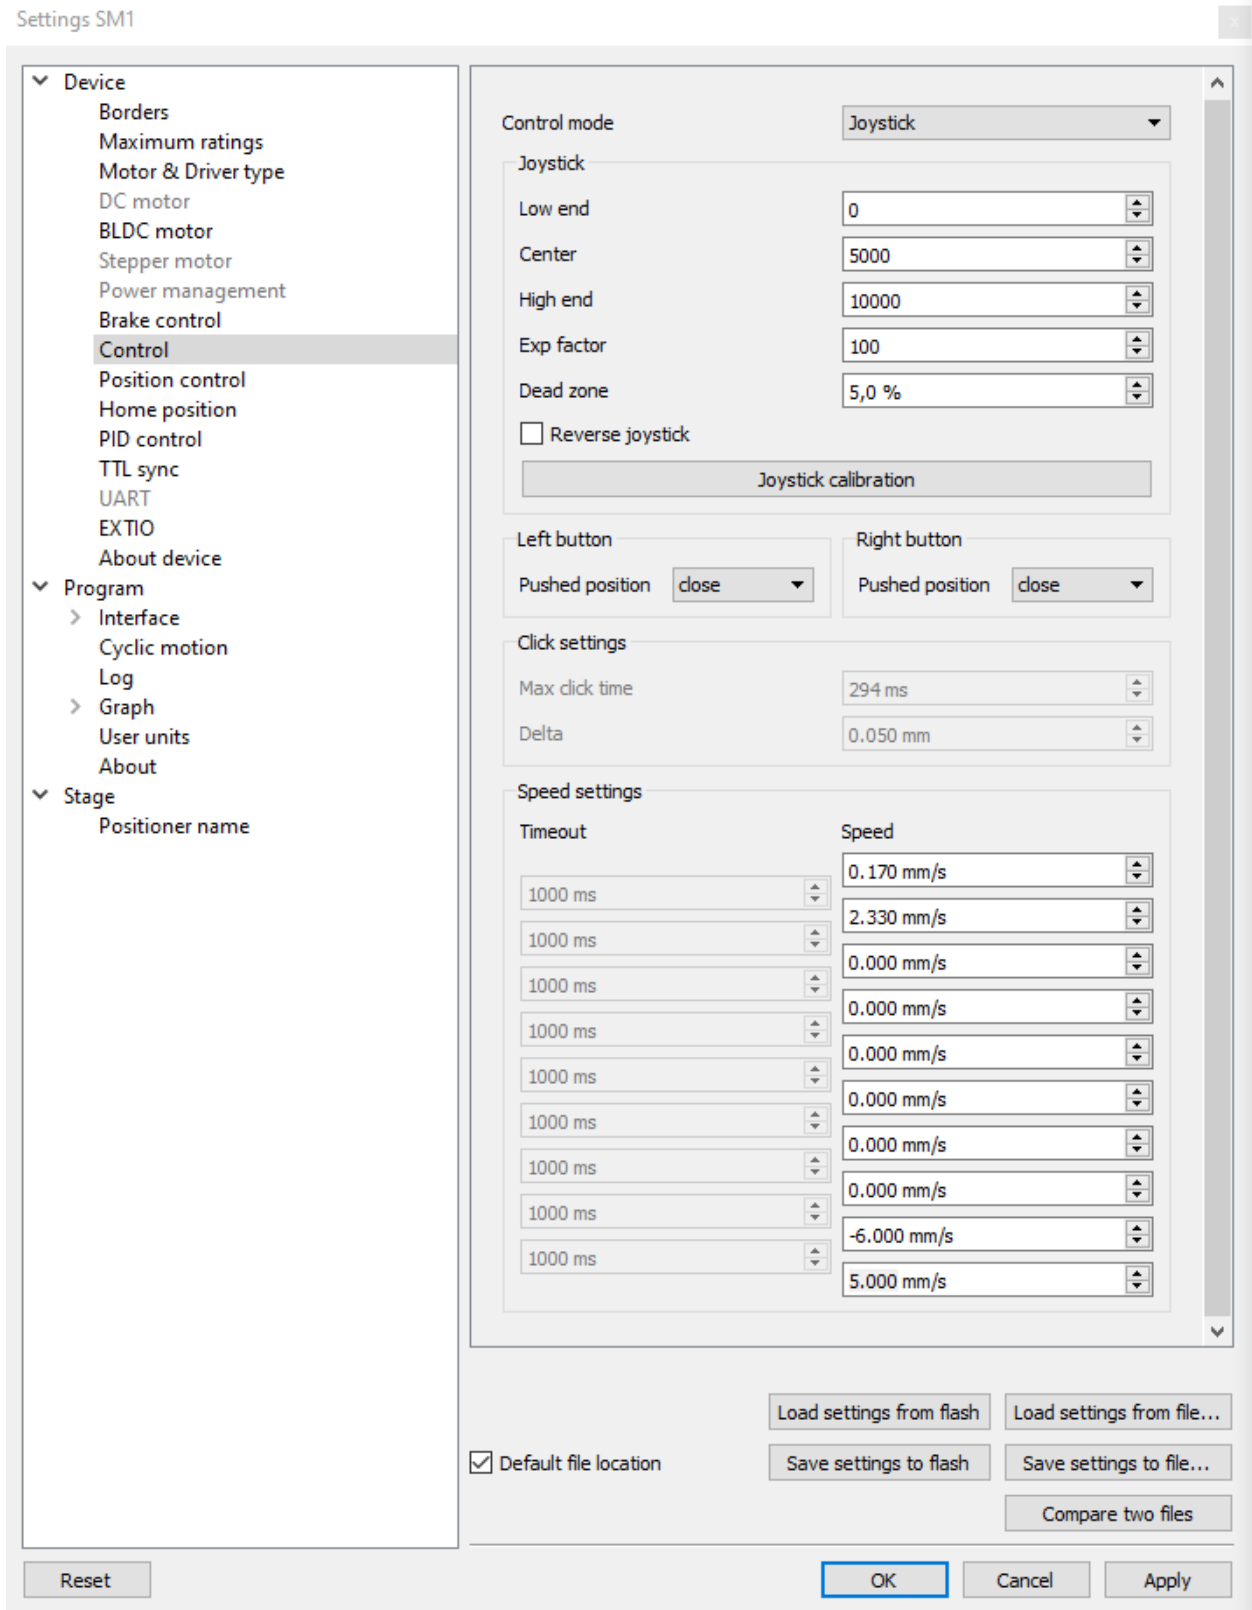 Settings SM1
Device
Borders
Maximum ratings
Motor & Driver type
DC motor
BLDC motor
Stepper motor
Power management
Brake control
Control
Position control
Home position
PID control
TTL sync
UART
EXTIO
About device
Program
Interface
Cyclic motion
Log
Graph
User units
About
Stage
Positioner name
Control mode Joystick
Joystick
Low end 0
Center 5000
High end 10000
Exp factor 100
Dead zone 5,0 %
Reverse joystick
Joystick calibration
Left button Right button
Pushed position close Pushed position close
Click settings
Max click time 294 ms
Delta 0.050 mm
Speed settings
Timeout Speed
0.170 mm/s
1000 ms
2.330 mm/s
1000 ms
0.000 mm/s
1000 ms
0.000 mm/s
1000 ms
0.000 mm/s
1000 ms
0.000 mm/s
1000 ms
0.000 mm/s
1000 ms
0.000 mm/s
1000 ms
-6.000 mm/s
1000 ms
5.000 mm/s
Load settings from flash Load settings from file...
Default file location Save settings to flash Save settings to file...
Compare two files
Reset OK Cancel Apply